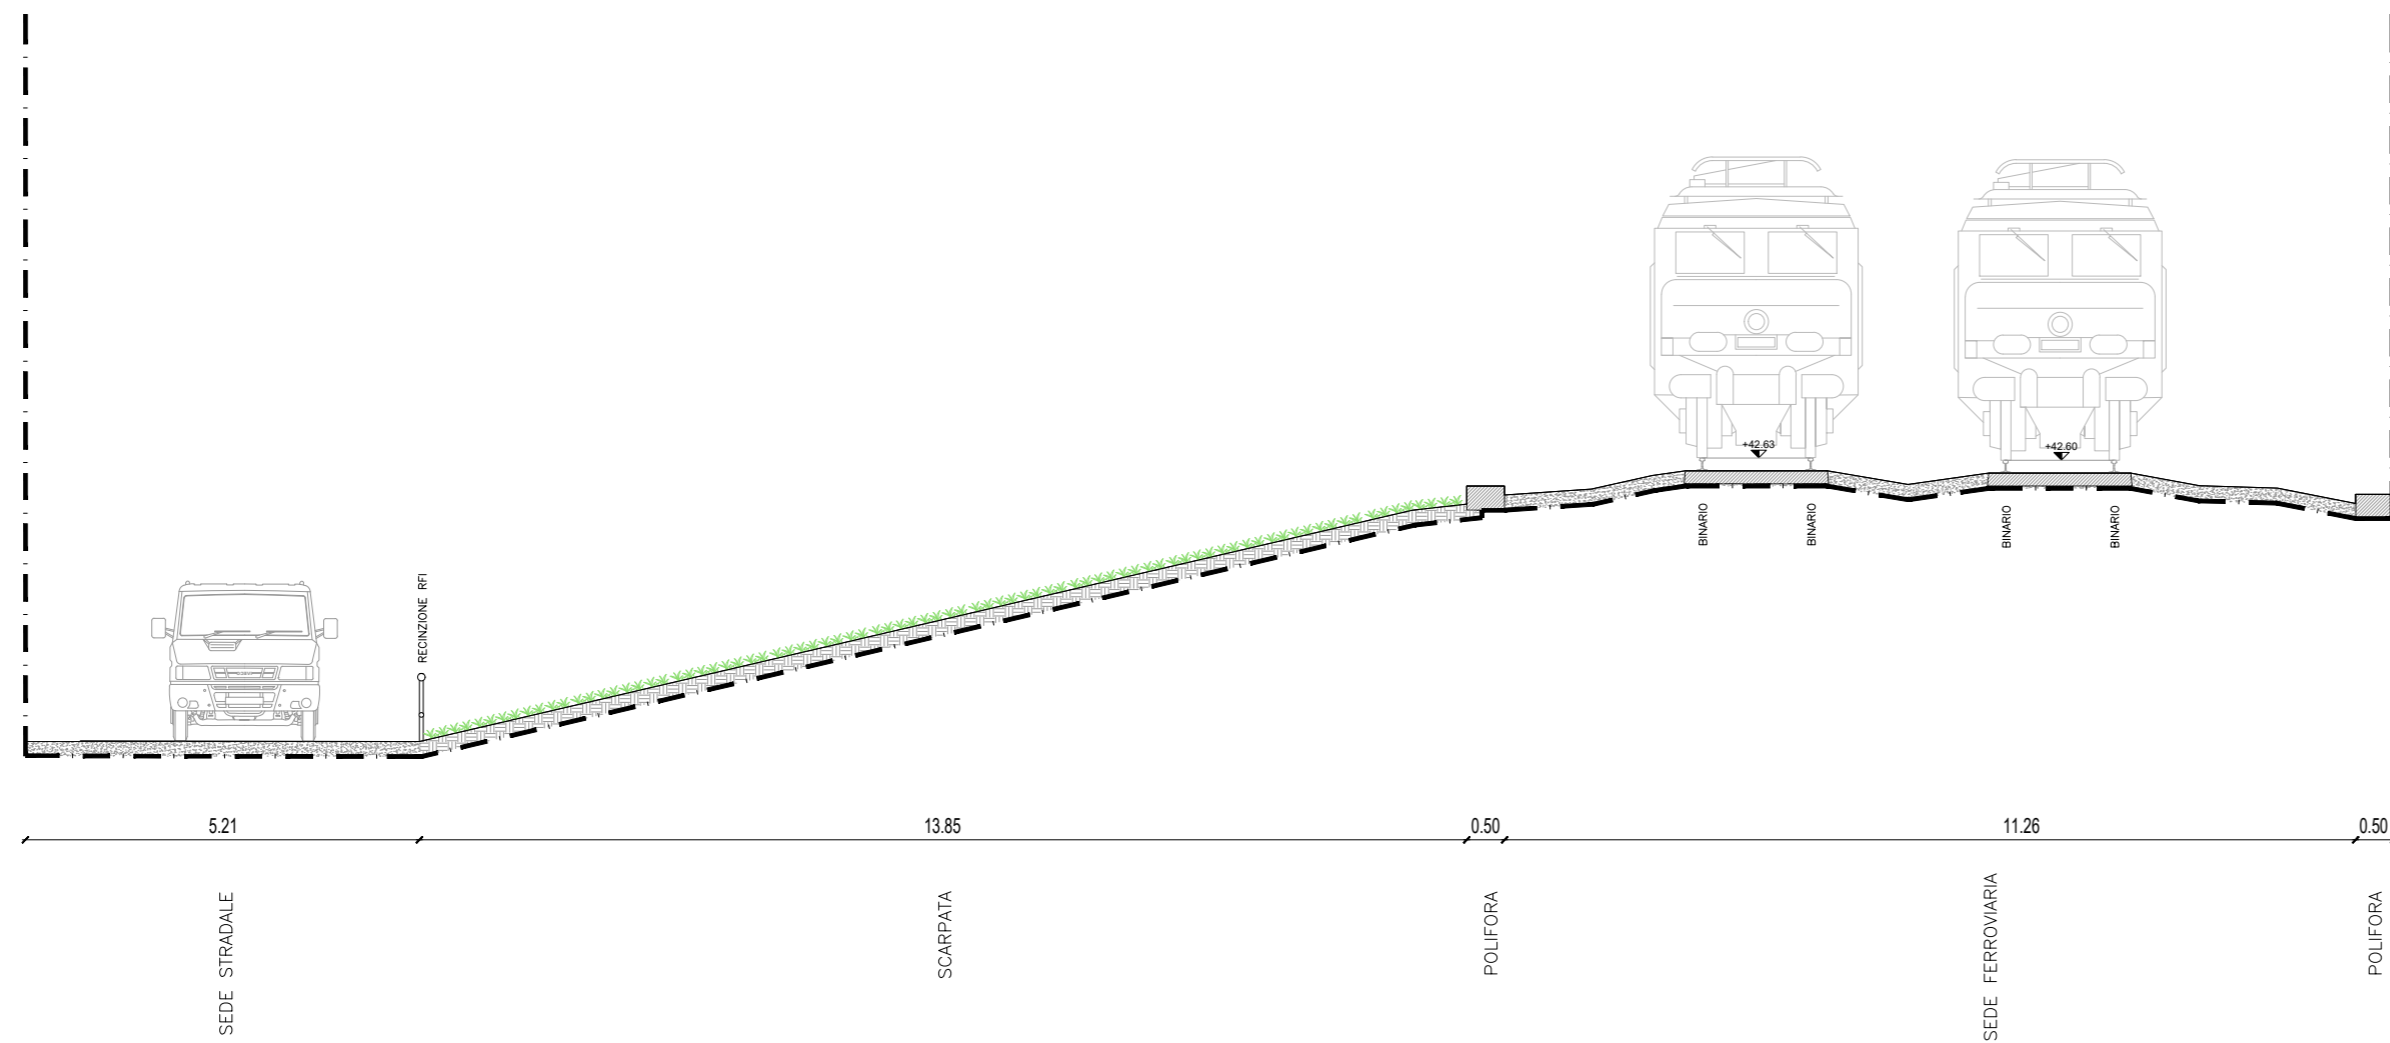 +42.63
+42.60
BINARIO
BINARIO
BINARIO
BINARIO
RECINZIONE RFI
5.21
13.85
0.50
11.26
0.50
SEDE STRADALE
SCARPATA
POLIFORA
SEDE FERROVIARIA
POLIFORA